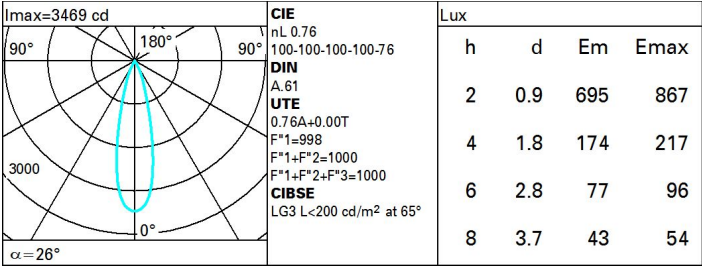 Imax=3469 cd
90°
180°
90°
3000
0°
α=26°
CIE
nL 0.76
100-100-100-100-76
DIN
A.61
UTE
0.76A+0.00T
F"1=998
F"1+F"2=1000
F"1+F"2+F"3=1000
CIBSE
LG3 L<200 cd/m² at 65°
Lux
h d Em Emax
2 0.9 695 867
4 1.8 174 217
6 2.8 77 96
8 3.7 43 54